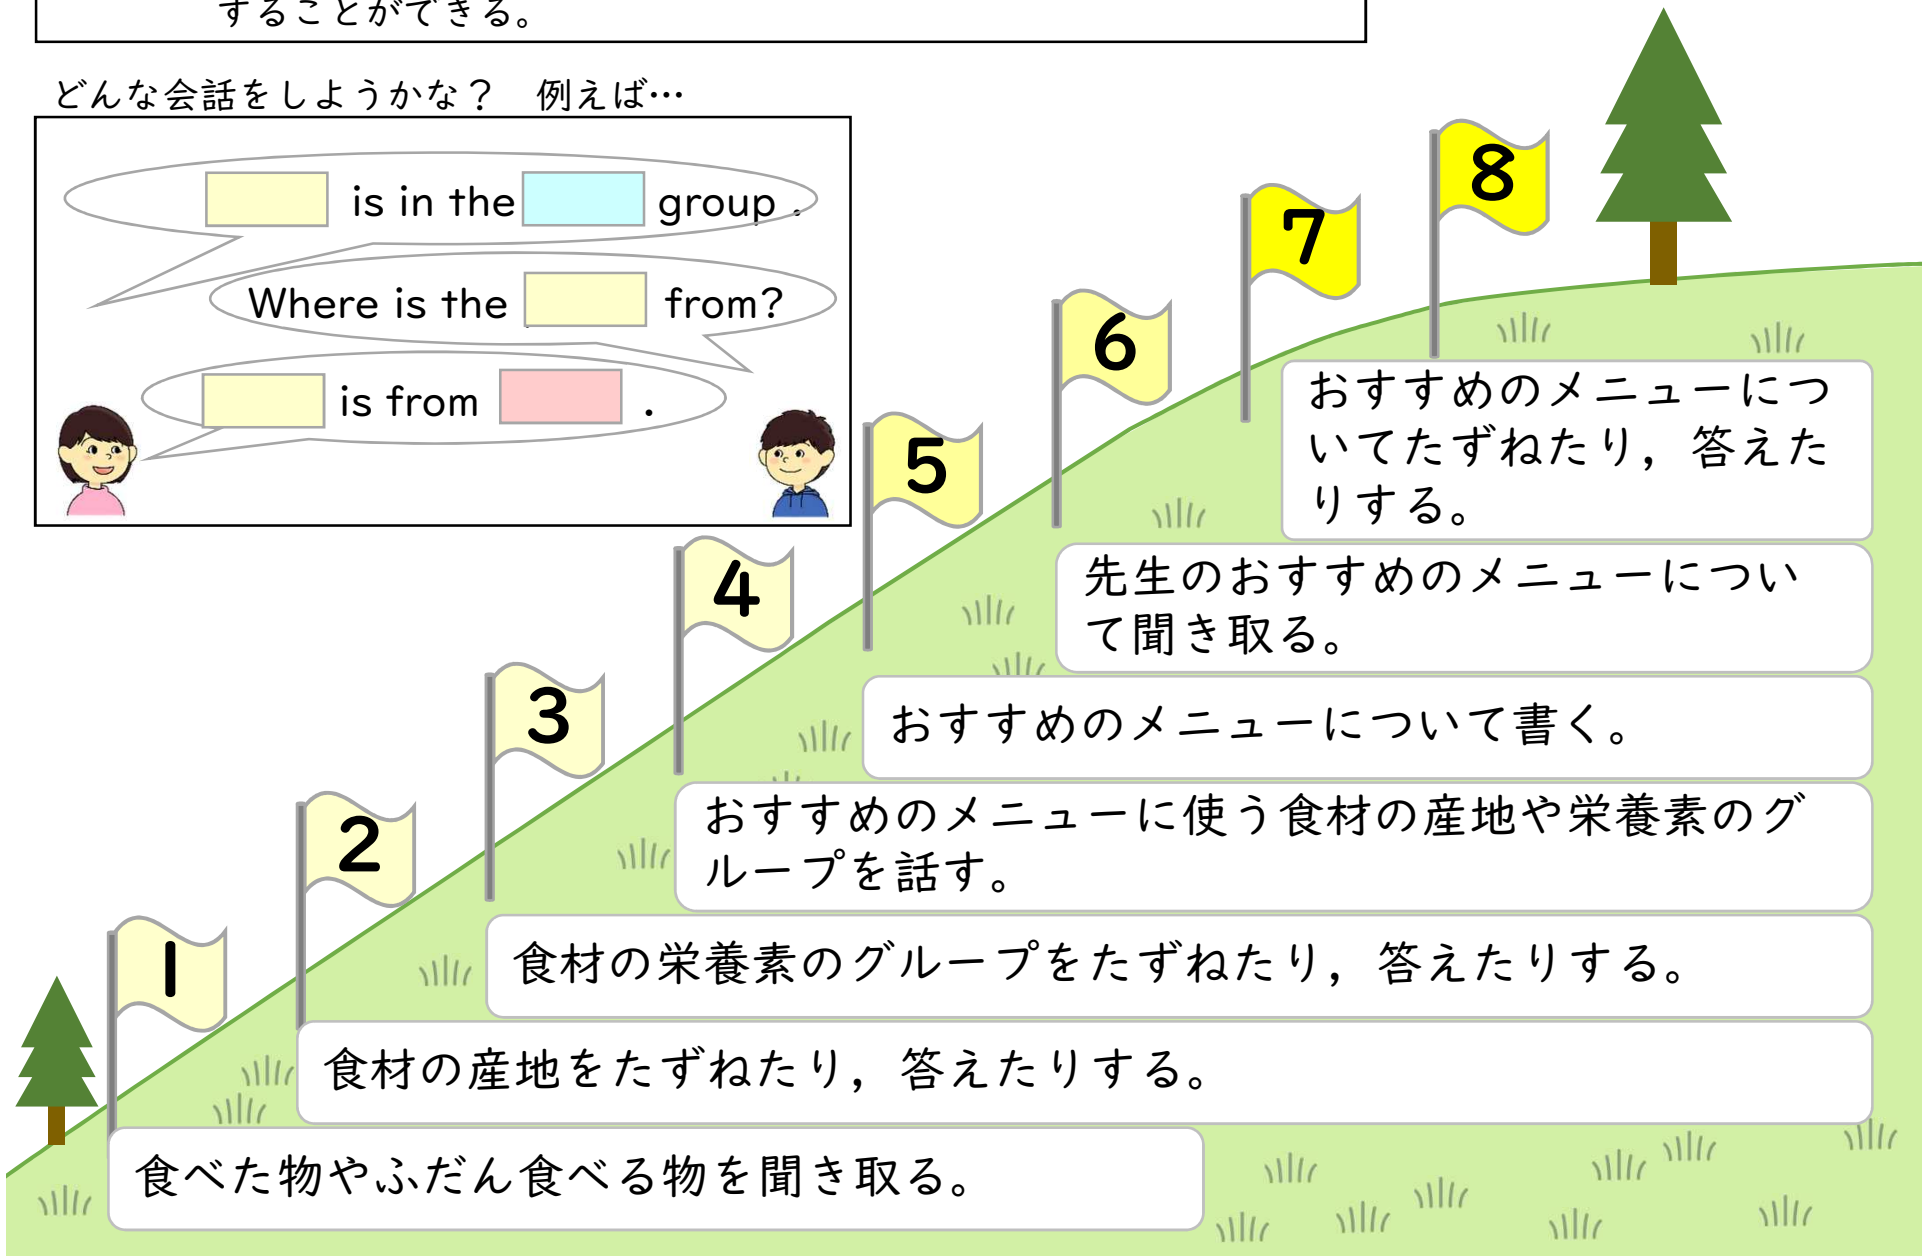 することができる。
どんな会話をしようかな？　例えば…
is in the group .
Where is the from?
is from .
8
7
6
5
4
3
2
1
おすすめのメニューにつ
いてたずねたり，答えた
りする。
先生のおすすめのメニューについ
て聞き取る。
おすすめのメニューについて書く。
おすすめのメニューに使う食材の産地や栄養素のグ
ループを話す。
食材の栄養素のグループをたずねたり，答えたりする。
食材の産地をたずねたり，答えたりする。
食べた物やふだん食べる物を聞き取る。